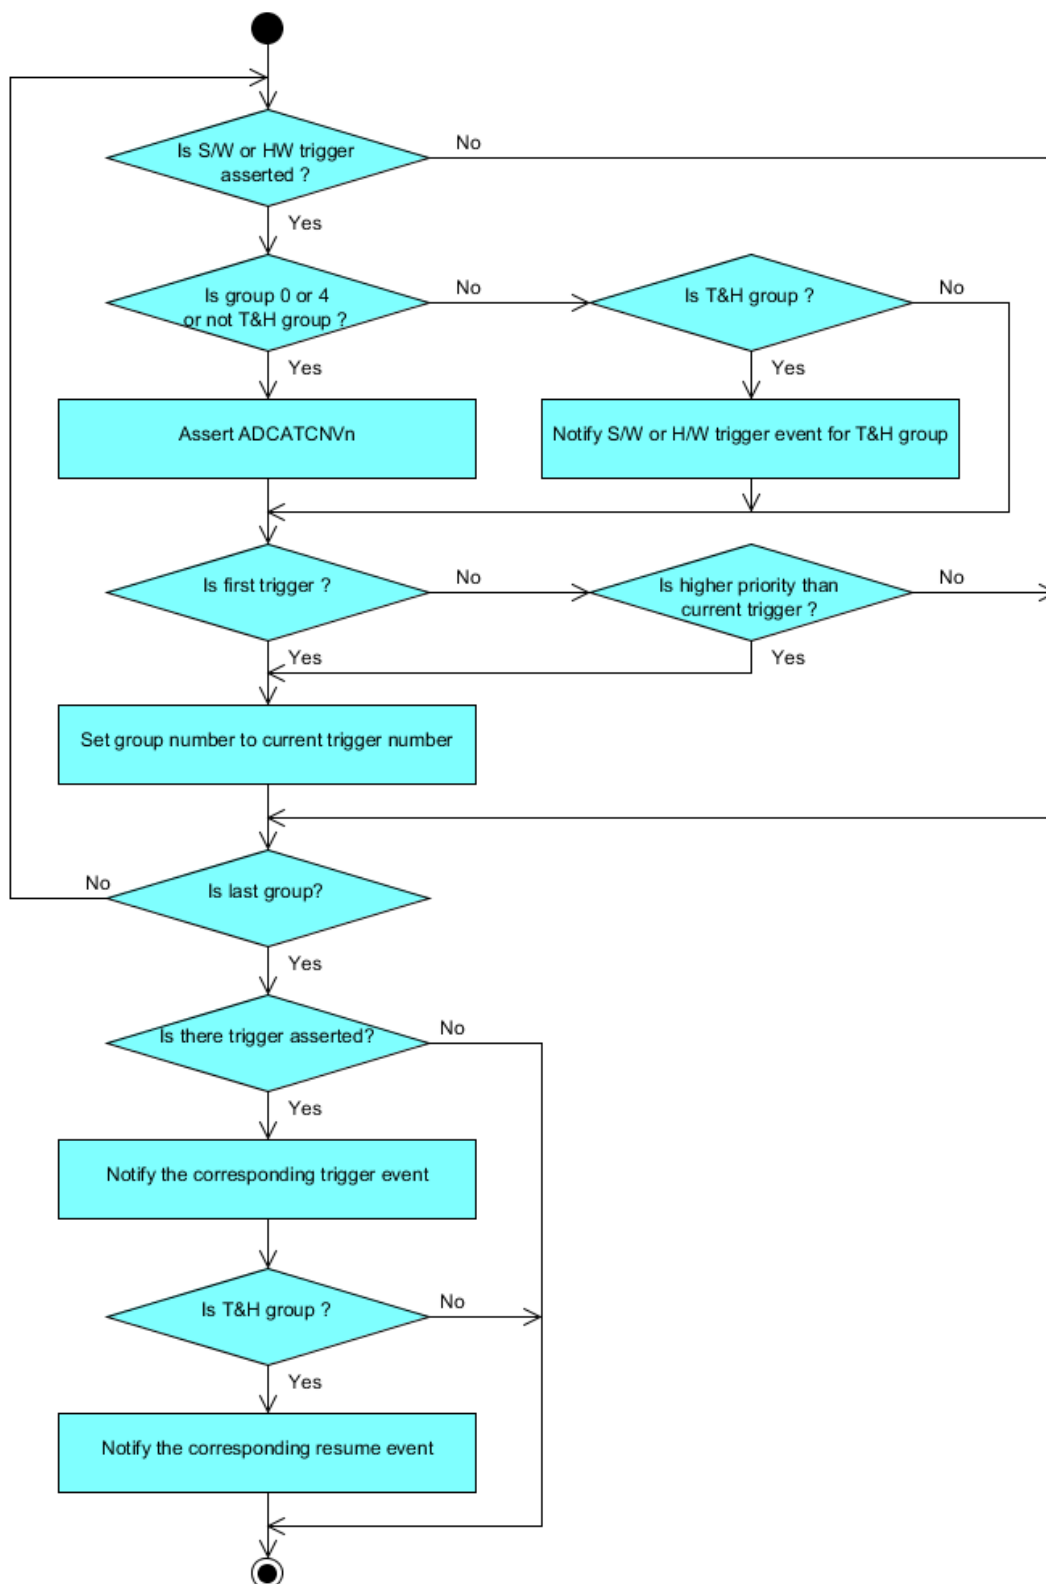 Is S/W or HW trigger
asserted ?
No
Yes
Is group 0 or 4
or not T&H group ?
No
Is T&H group ?
No
Yes
Yes
Assert ADCATCNVn
Notify S/W or H/W trigger event for T&H group
Is first trigger ?
No
Is higher priority than
current trigger ?
No
Yes
Yes
Set group number to current trigger number
No
Is last group?
Yes
Is there trigger asserted?
No
Yes
Notify the corresponding trigger event
Is T&H group ?
No
Yes
Notify the corresponding resume event